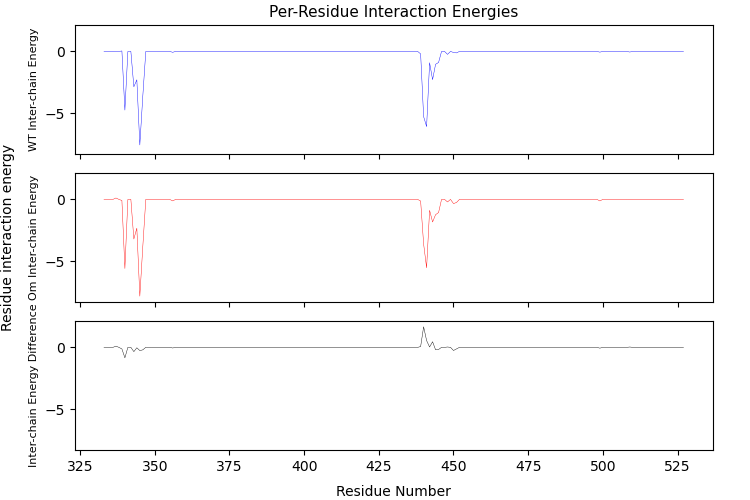 Per-Residue Interaction Energies
Residue interaction energy
WT Inter-chain Energy
0
−5
Om Inter-chain Energy
0
−5
Inter-chain Energy Difference
0
−5
325 350 375 400 425 450 475 500 525
Residue Number